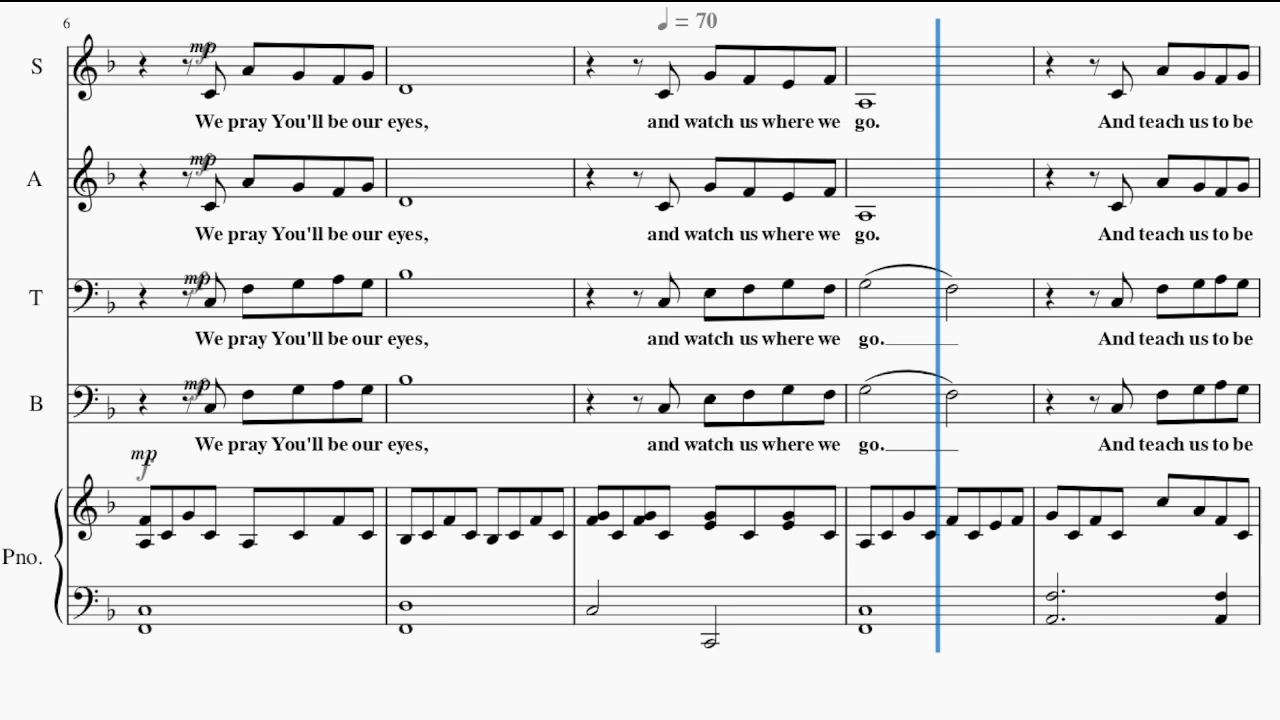 6
♩ = 70
S
mp
f
We pray You'll be our eyes, and watch us where we go. And teach us to be
A
mp
f
We pray You'll be our eyes, and watch us where we go. And teach us to be
T
mp
f
We pray You'll be our eyes, and watch us where we go. And teach us to be
B
mp
f
We pray You'll be our eyes, and watch us where we go. And teach us to be
mp
f
Pno.